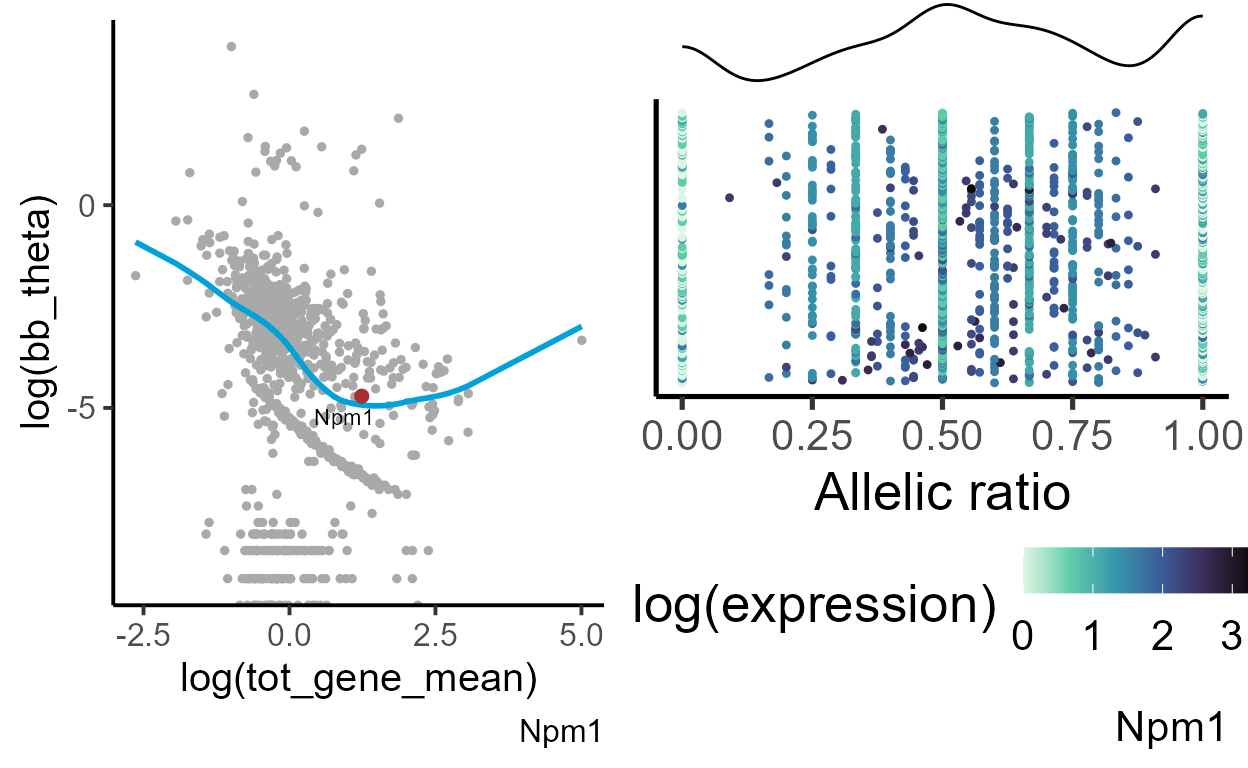 log(bb_theta)
0
-5
Npm1
-2.5 0.0 2.5 5.0
log(tot_gene_mean)
Npm1
0.00 0.25 0.50 0.75 1.00
Allelic ratio
log(expression)
0 1 2 3
Npm1